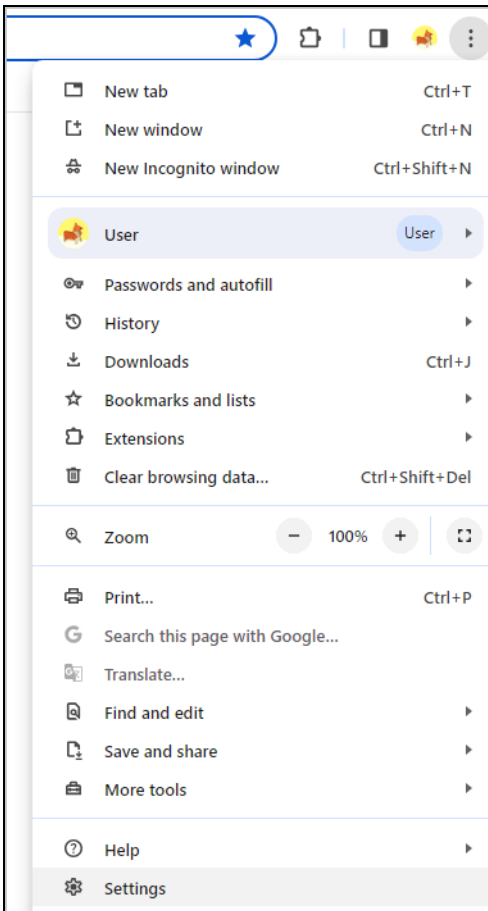 New tab Ctrl+T
New window Ctrl+N
New Incognito window Ctrl+Shift+N
User User
Passwords and autofill
History
Downloads Ctrl+J
Bookmarks and lists
Extensions
Clear browsing data... Ctrl+Shift+Del
Zoom − 100% +
Print... Ctrl+P
G Search this page with Google...
Translate...
Find and edit
Save and share
More tools
Help
Settings